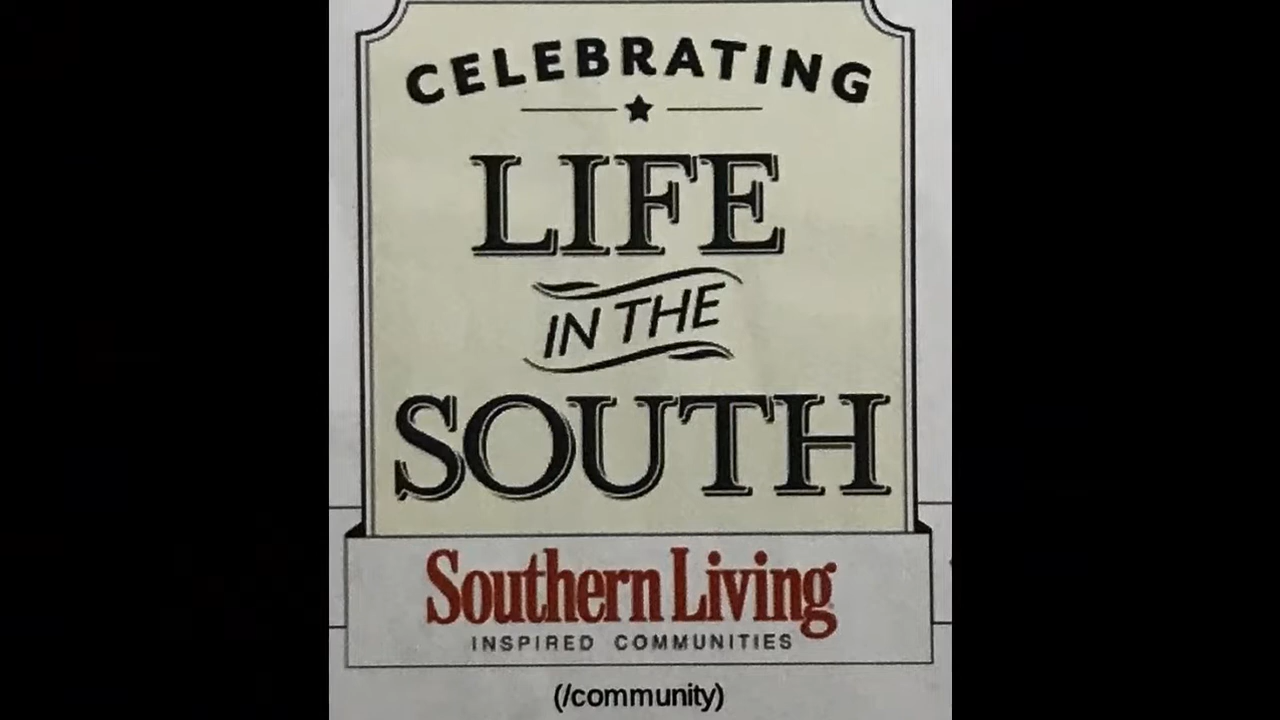 CELEBRATING
LIFE
IN THE
SOUTH
Southern Living
INSPIRED COMMUNITIES
(/community)